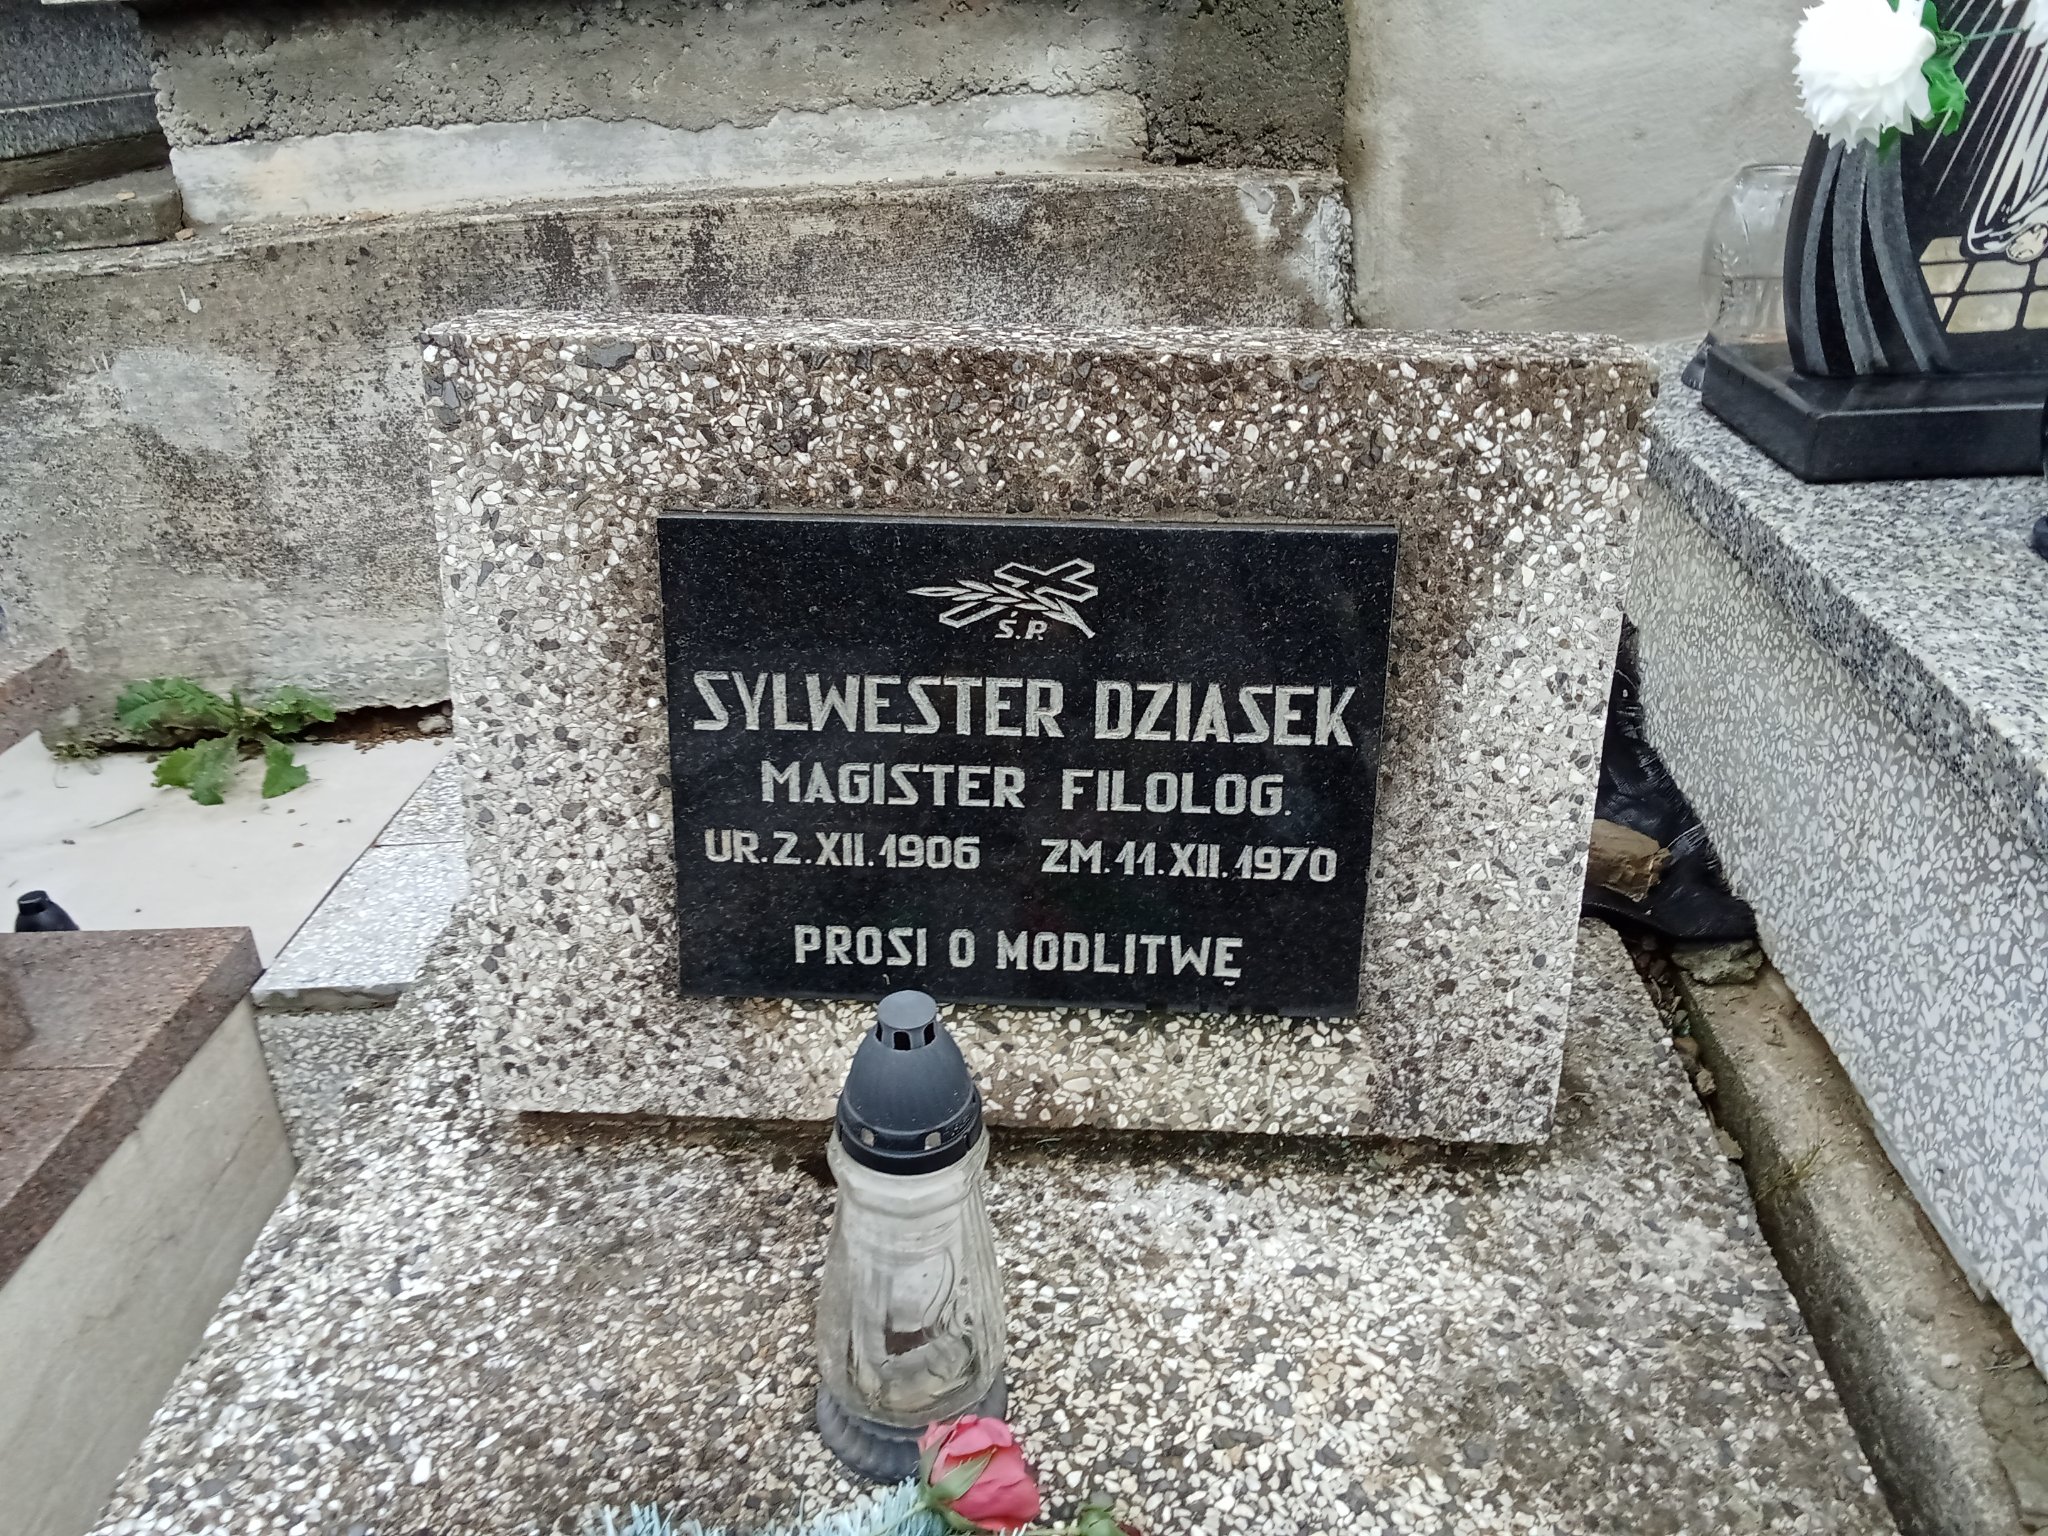 Ś.P.
SYLWESTER DZIASEK
MAGISTER FILOLOG.
UR. 2. XII. 1906 ZM. 11. XII. 1970
PROSI O MODLITWĘ